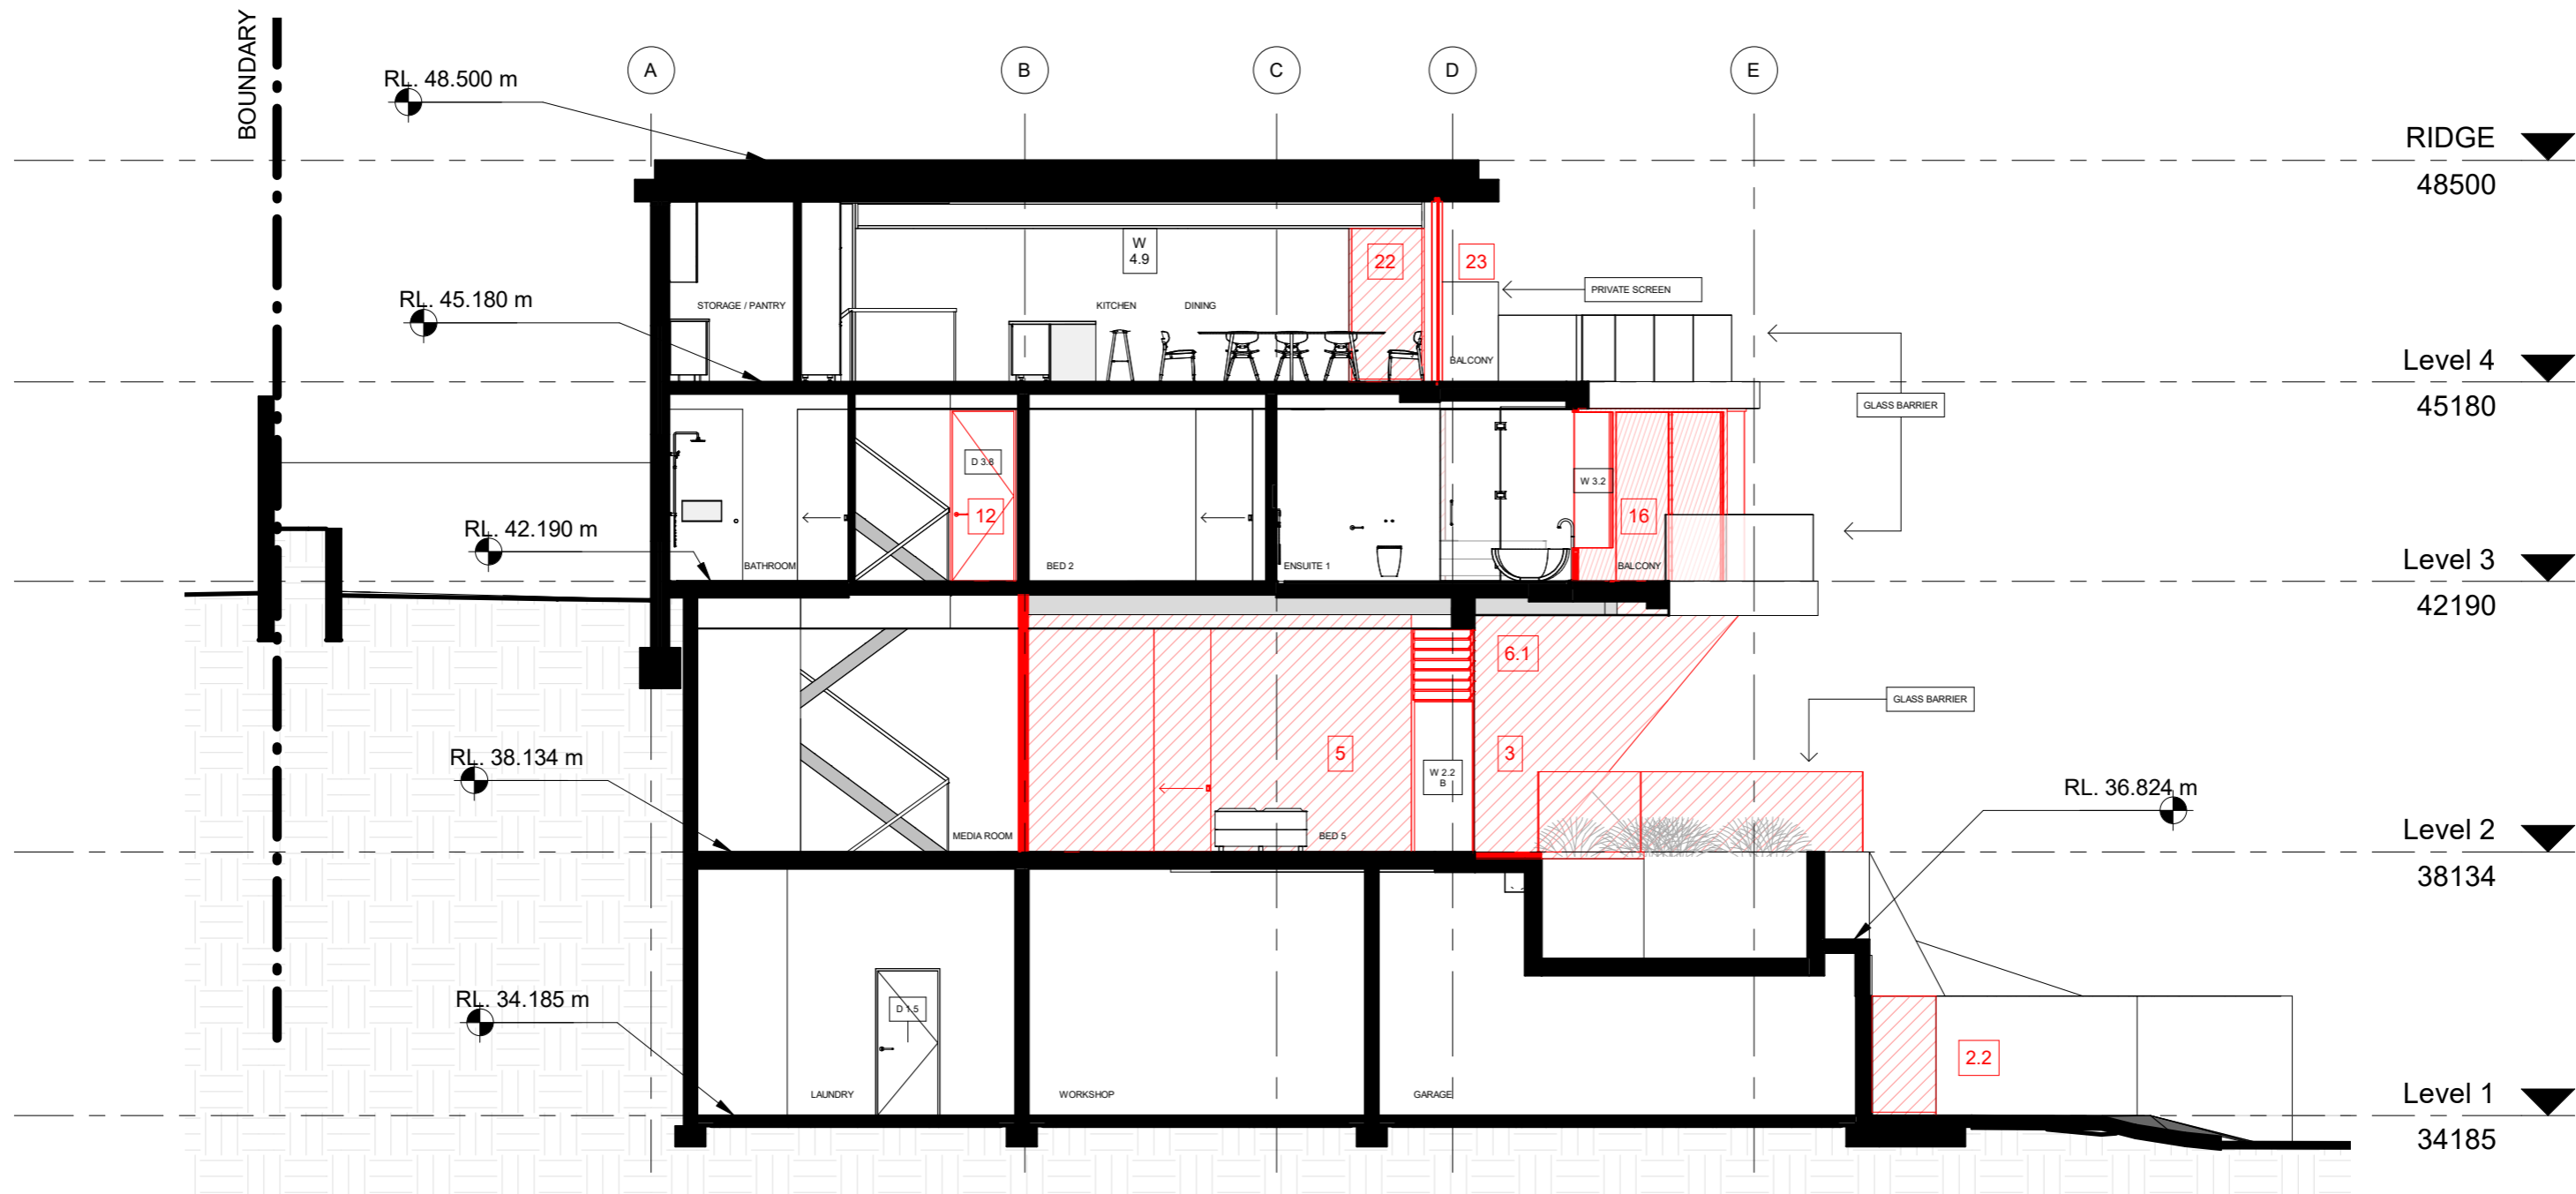 BOUNDARY
RL. 48.500 m
A
B
C
D
E
RIDGE
48500
W
4.9
22
23
PRIVATE SCREEN
RL. 45.180 m
STORAGE / PANTRY
KITCHEN
DINING
BALCONY
Level 4
45180
GLASS BARRIER
D 3.8
12
W 3.2
16
RL. 42.190 m
BATHROOM
BED 2
ENSUITE 1
BALCONY
Level 3
42190
6.1
GLASS BARRIER
5
3
W 2.2
B
RL. 38.134 m
RL. 36.824 m
MEDIA ROOM
BED 5
Level 2
38134
RL. 34.185 m
D 1.5
2.2
LAUNDRY
WORKSHOP
GARAGE
Level 1
34185